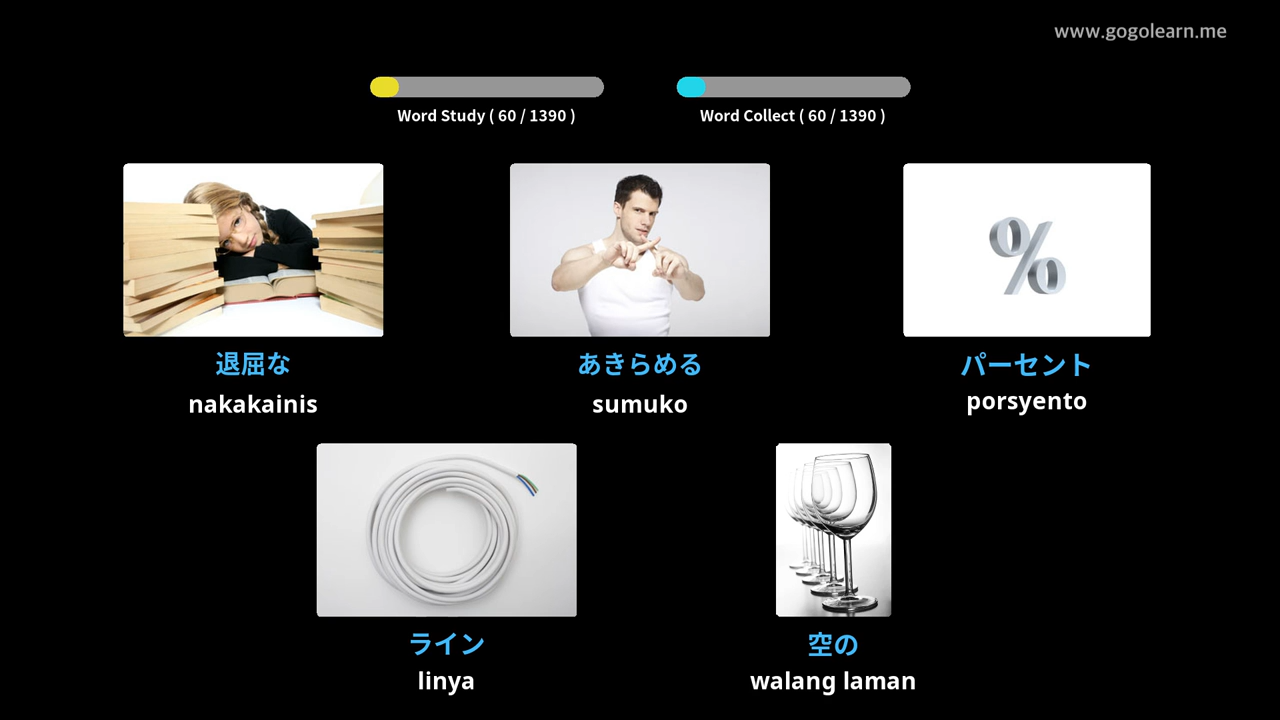 www.gogolearn.me
Word Study ( 60 / 1390 )
Word Collect ( 60 / 1390 )
退屈な
nakakainis
あきらめる
sumuko
パーセント
porsyento
%
ライン
linya
空の
walang laman